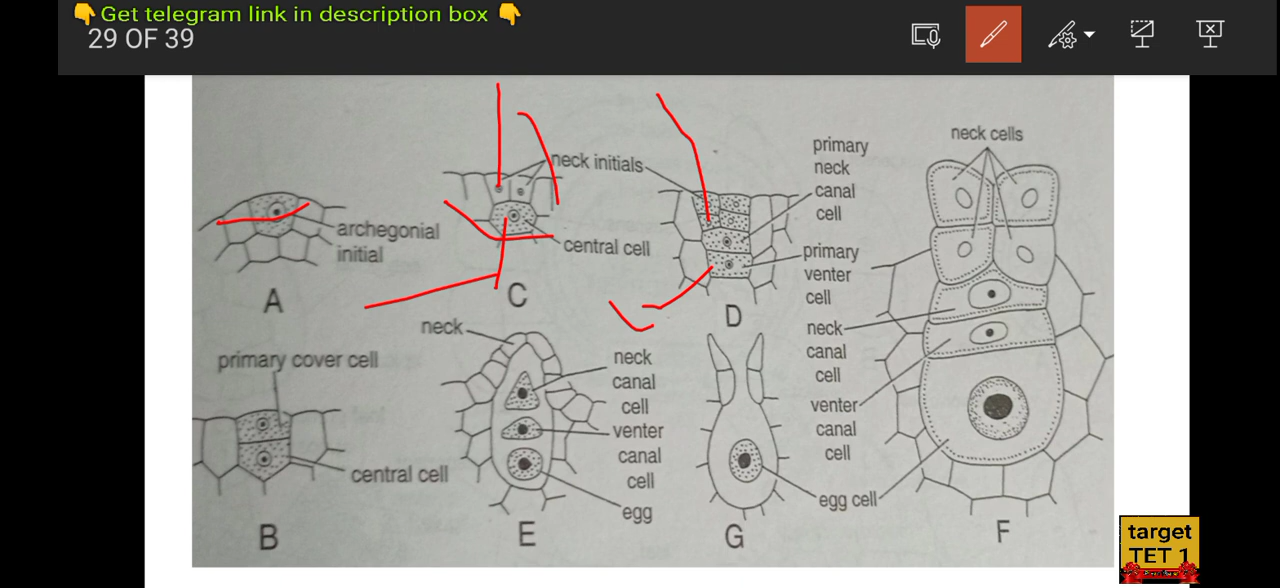 👇Get telegram link in description box 👇
29 OF 39
neck cells
primary
neck
canal
cell
neck initials
archegonial
initial
central cell
primary
venter
cell
A
C
D
neck
neck
canal
cell
primary cover cell
neck
canal
cell
venter
canal
cell
venter
canal
cell
central cell
egg
egg cell
B
E
G
F
target
TET 1